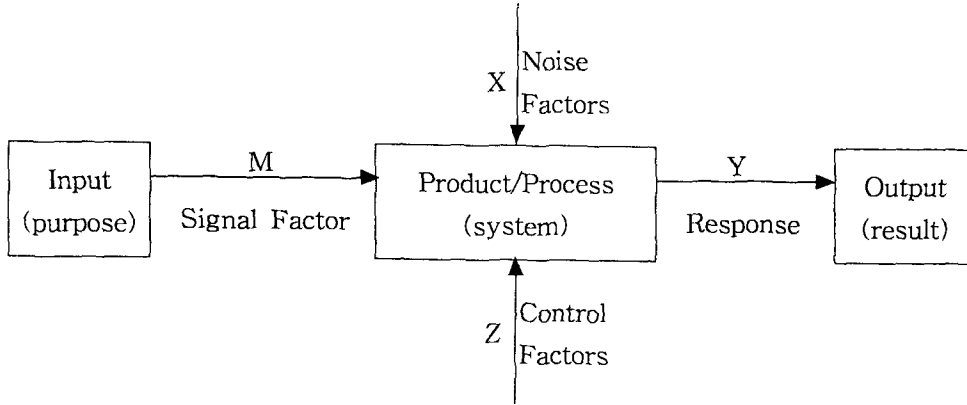 X
Noise
Factors
Input
(purpose)
M
Signal Factor
Product/Process
(system)
Y
Response
Output
(result)
Z
Control
Factors